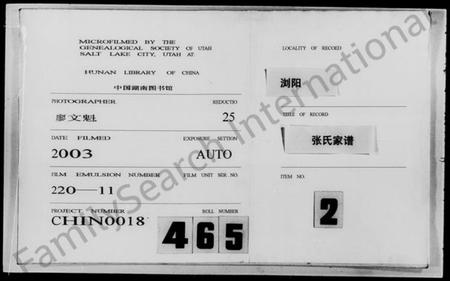 MICROFILMED BY THE
GENEALOGICAL SOCIETY OF UTAH
SALT LAKE CITY, UTAH AT:
HUNAN LIBRARY OF CHINA
中国湖南图书馆
PHOTOGRAPHER REDUCTIO
廖文魁 25
DATE FILMED EXPOSURE SETTION
2003 AUTO
FILM EMULSION NUMBER FILM UNIT SER. NO.
220—11
PROJECT NUMBER ROLL NUMBER
CHIN0018 465
LOCALITY OF RECORD
浏阳
TITLE OF RECORD
张氏家谱
ITEM NO.
2
FamilySearch International